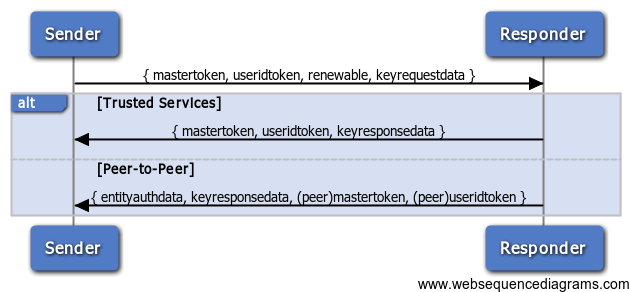 Sender Responder
{ mastertoken, useridtoken, renewable, keyrequestdata }
alt [Trusted Services]
{ mastertoken, useridtoken, keyresponsedata }
[Peer-to-Peer]
{ entityauthdata, keyresponsedata, (peer)mastertoken, (peer)useridtoken }
Sender Responder
www.websequencediagrams.com